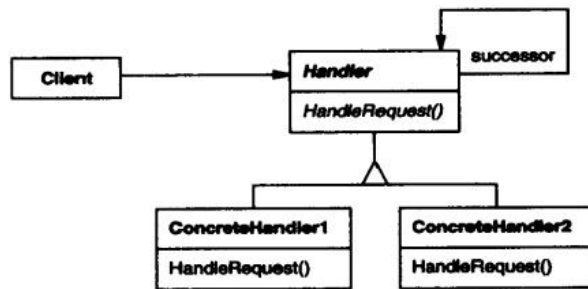 Client
Handler
successor
HandleRequest()
ConcreteHandler1
ConcreteHandler2
HandleRequest()
HandleRequest()